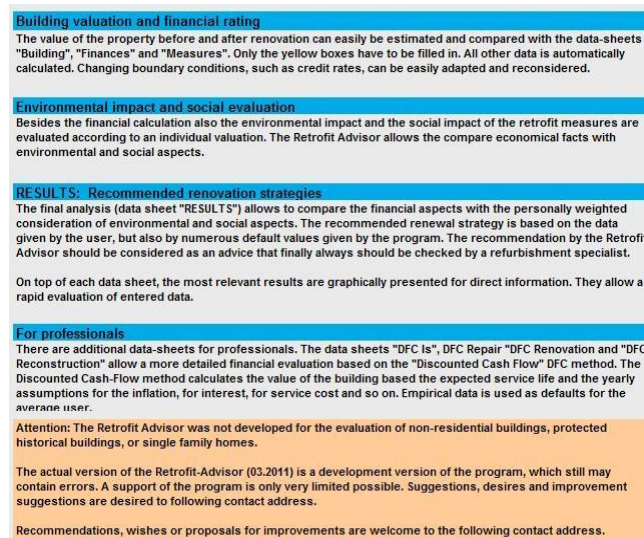 Building valuation and financial rating
The value of the property before and after renovation can easily be estimated and compared with the data-sheets
"Building", "Finances" and "Measures". Only the yellow boxes have to be filled in. All other data is automatically
calculated. Changing boundary conditions, such as credit rates, can be easily adapted and reconsidered.
Environmental impact and social evaluation
Besides the financial calculation also the environmental impact and the social impact of the retrofit measures are
evaluated according to an individual valuation. The Retrofit Advisor allows the compare economical facts with
environmental and social aspects.
RESULTS: Recommended renovation strategies
The final analysis (data sheet "RESULTS") allows to compare the financial aspects with the personally weighted
consideration of environmental and social aspects. The recommended renewal strategy is based on the data
given by the user, but also by numerous default values given by the program. The recommendation by the Retrofit
Advisor should be considered as an advice that finally always should be checked by a refurbishment specialist.
On top of each data sheet, the most relevant results are graphically presented for direct information. They allow a
rapid evaluation of entered data.
For professionals
There are additional data-sheets for professionals. The data sheets "DFC Is", DFC Repair "DFC Renovation and "DFC
Reconstruction" allow a more detailed financial evaluation based on the "Discounted Cash Flow" DFC method. The
Discounted Cash-Flow method calculates the value of the building based the expected service life and the yearly
assumptions for the inflation, for interest, for service cost and so on. Empirical data is used as defaults for the
average user.
Attention: The Retrofit Advisor was not developed for the evaluation of non-residential buildings, protected
historical buildings, or single family homes.
The actual version of the Retrofit-Advisor (03.2011) is a development version of the program, which still may
contain errors. A support of the program is only very limited possible. Suggestions, desires and improvement
suggestions are desired to following contact address.
Recommendations, wishes or proposals for improvements are welcome to the following contact address.